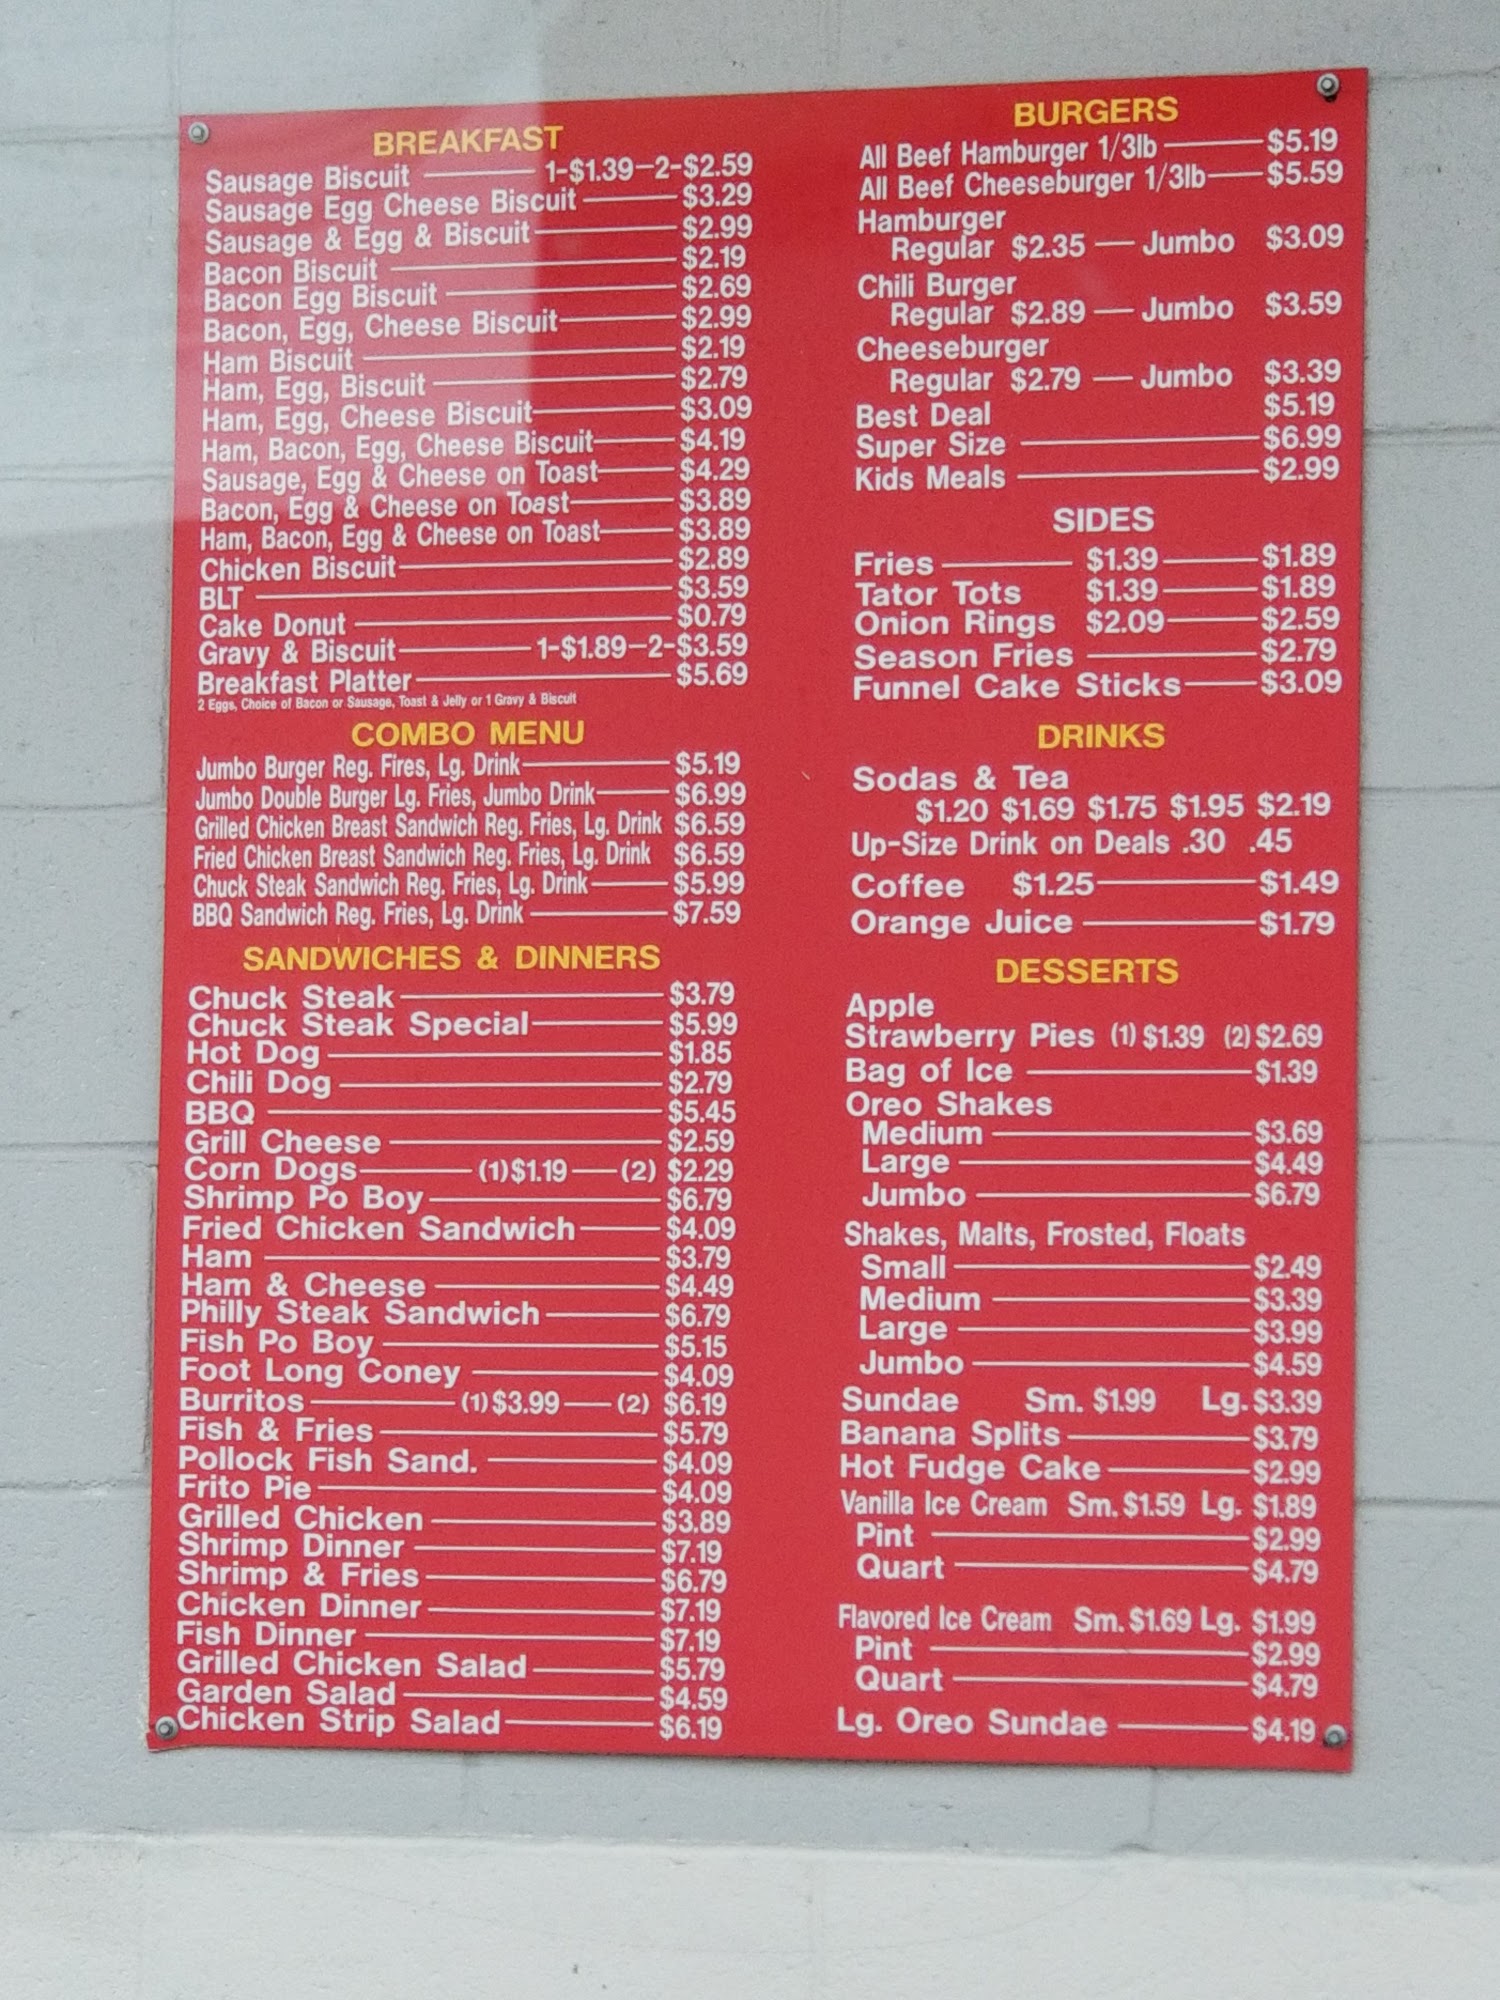 BREAKFAST
Sausage Biscuit 1-$1.39-2-$2.59
Sausage Egg Cheese Biscuit $3.29
Sausage & Egg & Biscuit $2.99
Bacon Biscuit $2.19
Bacon Egg Biscuit $2.69
Bacon, Egg, Cheese Biscuit $2.99
Ham Biscuit $2.19
Ham, Egg, Biscuit $2.79
Ham, Egg, Cheese Biscuit $3.09
Ham, Bacon, Egg, Cheese Biscuit $4.19
Sausage, Egg & Cheese on Toast $4.29
Bacon, Egg & Cheese on Toast $3.89
Ham, Bacon, Egg & Cheese on Toast $3.89
Chicken Biscuit $2.89
BLT $3.59
Cake Donut $0.79
Gravy & Biscuit 1-$1.89-2-$3.59
Breakfast Platter $5.69
2 Eggs, Choice of Bacon or Sausage, Toast & Jelly or 1 Gravy & Biscuit
COMBO MENU
Jumbo Burger Reg. Fires, Lg. Drink $5.19
Jumbo Double Burger Lg. Fries, Jumbo Drink $6.99
Grilled Chicken Breast Sandwich Reg. Fries, Lg. Drink $6.59
Fried Chicken Breast Sandwich Reg. Fries, Lg. Drink $6.59
Chuck Steak Sandwich Reg. Fries, Lg. Drink $5.99
BBQ Sandwich Reg. Fries, Lg. Drink $7.59
SANDWICHES & DINNERS
Chuck Steak $3.79
Chuck Steak Special $5.99
Hot Dog $1.85
Chili Dog $2.79
BBQ $5.45
Grill Cheese $2.59
Corn Dogs (1) $1.19 (2) $2.29
Shrimp Po Boy $6.79
Fried Chicken Sandwich $4.09
Ham $3.79
Ham & Cheese $4.49
Philly Steak Sandwich $6.79
Fish Po Boy $5.15
Foot Long Coney $4.09
Burritos (1) $3.99 (2) $6.19
Fish & Fries $5.79
Pollock Fish Sand. $4.09
Frito Pie $4.09
Grilled Chicken $3.89
Shrimp Dinner $7.19
Shrimp & Fries $6.79
Chicken Dinner $7.19
Fish Dinner $7.19
Grilled Chicken Salad $5.79
Garden Salad $4.59
Chicken Strip Salad $6.19
BURGERS
All Beef Hamburger 1/3lb $5.19
All Beef Cheeseburger 1/3lb $5.59
Hamburger
Regular $2.35 — Jumbo $3.09
Chili Burger
Regular $2.89 — Jumbo $3.59
Cheeseburger
Regular $2.79 — Jumbo $3.39
Best Deal $5.19
Super Size $6.99
Kids Meals $2.99
SIDES
Fries $1.39 $1.89
Tator Tots $1.39 $1.89
Onion Rings $2.09 $2.59
Season Fries $2.79
Funnel Cake Sticks $3.09
DRINKS
Sodas & Tea
$1.20 $1.69 $1.75 $1.95 $2.19
Up-Size Drink on Deals .30 .45
Coffee $1.25 $1.49
Orange Juice $1.79
DESSERTS
Apple
Strawberry Pies (1) $1.39 (2) $2.69
Bag of Ice $1.39
Oreo Shakes
Medium $3.69
Large $4.49
Jumbo $6.79
Shakes, Malts, Frosted, Floats
Small $2.49
Medium $3.39
Large $3.99
Jumbo $4.59
Sundae Sm. $1.99 Lg. $3.39
Banana Splits $3.79
Hot Fudge Cake $2.99
Vanilla Ice Cream Sm. $1.59 Lg. $1.89
Pint $2.99
Quart $4.79
Flavored Ice Cream Sm. $1.69 Lg. $1.99
Pint $2.99
Quart $4.79
Lg. Oreo Sundae $4.19